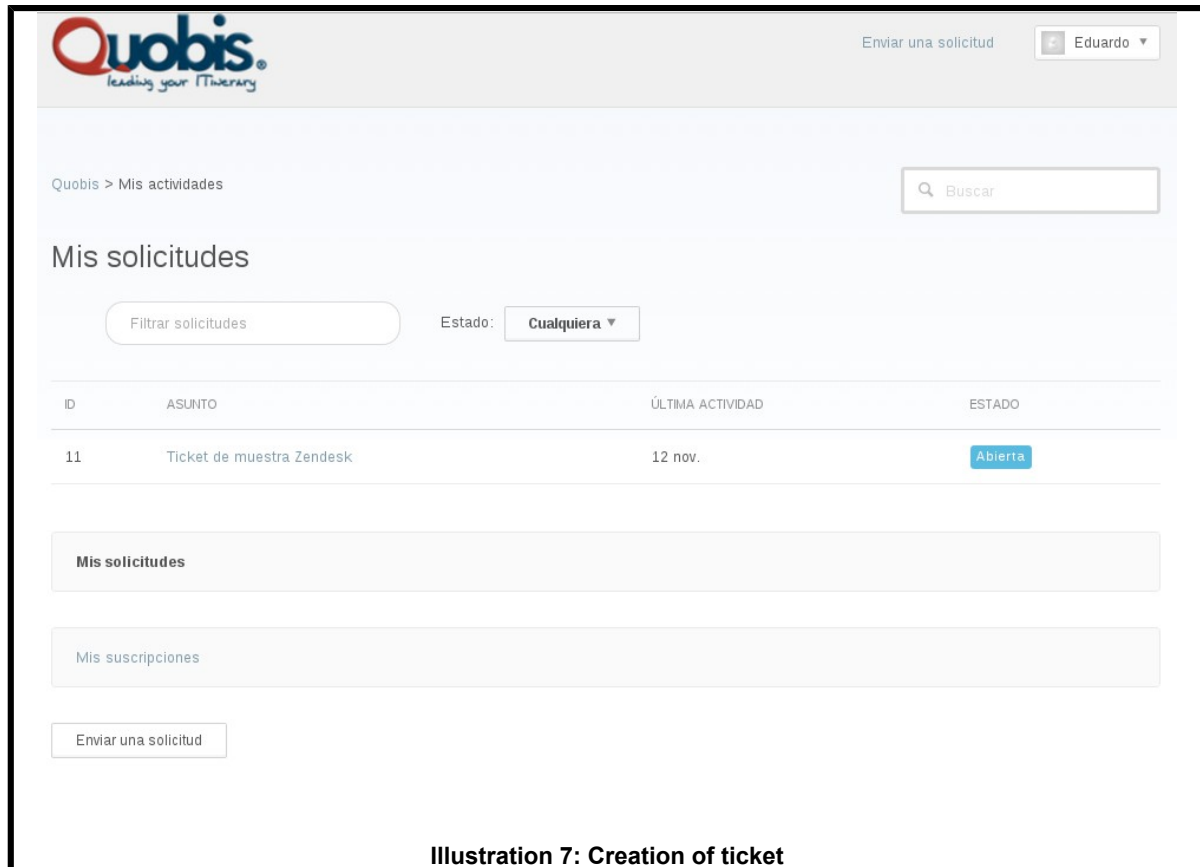 Quobis®
leading your ITinerary
Enviar una solicitud
Eduardo
Quobis > Mis actividades
Buscar
Mis solicitudes
Filtrar solicitudes
Estado:
Cualquiera
ID ASUNTO ÚLTIMA ACTIVIDAD ESTADO
11 Ticket de muestra Zendesk 12 nov. Abierta
Mis solicitudes
Mis suscripciones
Enviar una solicitud
Illustration 7: Creation of ticket